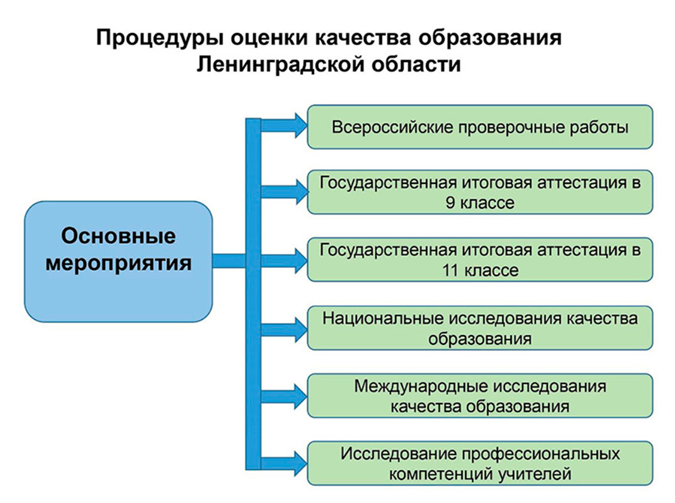 Процедуры оценки качества образования
Ленинградской области
Основные
мероприятия
Всероссийские проверочные работы
Государственная итоговая аттестация в
9 классе
Государственная итоговая аттестация в
11 классе
Национальные исследования качества
образования
Международные исследования
качества образования
Исследование профессиональных
компетенций учителей